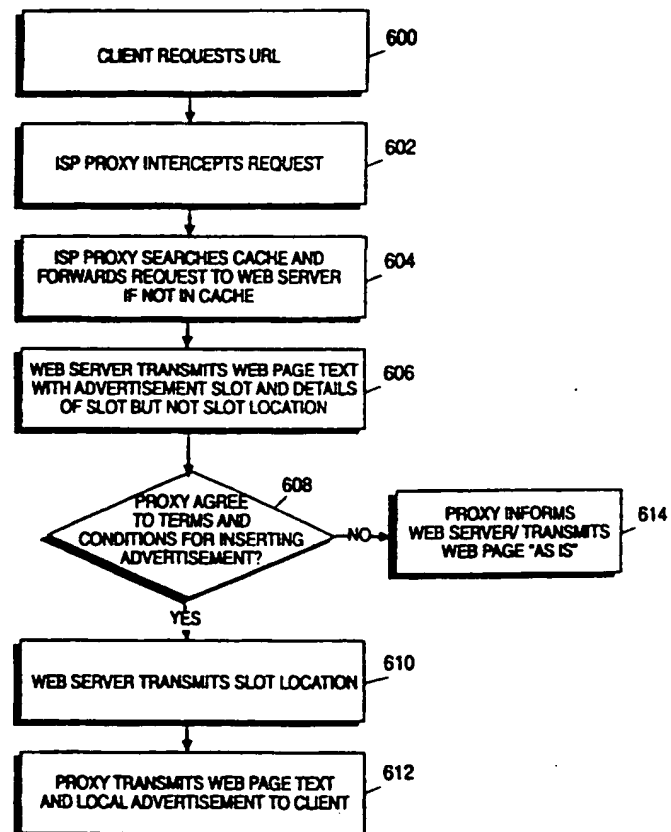 CLIENT REQUESTS URL
600
ISP PROXY INTERCEPTS REQUEST
602
ISP PROXY SEARCHES CACHE AND
FORWARDS REQUEST TO WEB SERVER
IF NOT IN CACHE
604
WEB SERVER TRANSMITS WEB PAGE TEXT
WITH ADVERTISEMENT SLOT AND DETAILS
OF SLOT BUT NOT SLOT LOCATION
606
PROXY AGREE
TO TERMS AND
CONDITIONS FOR INSERTING
ADVERTISEMENT?
608
NO
PROXY INFORMS
WEB SERVER/ TRANSMITS
WEB PAGE "AS IS"
614
YES
WEB SERVER TRANSMITS SLOT LOCATION
610
PROXY TRANSMITS WEB PAGE TEXT
AND LOCAL ADVERTISEMENT TO CLIENT
612